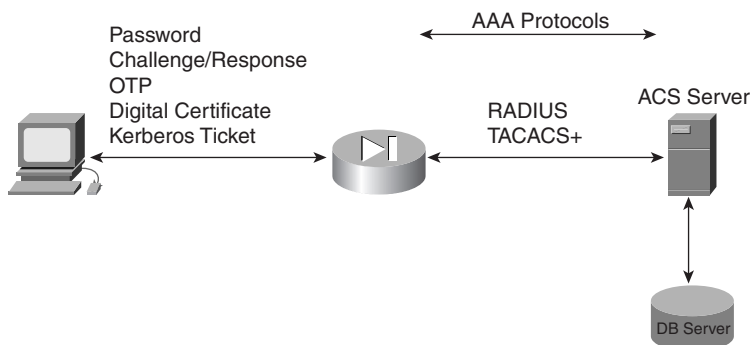 AAA Protocols
Password
Challenge/Response
OTP
Digital Certificate
Kerberos Ticket
RADIUS
TACACS+
ACS Server
DB Server